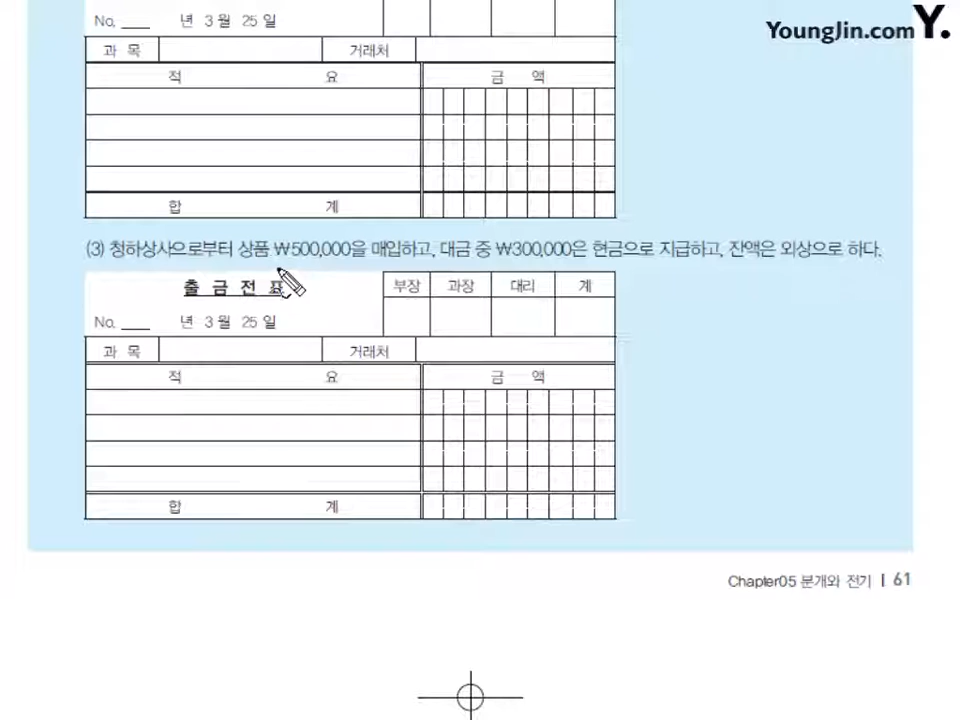 YoungJin.com Y.
No. 년 3 월 25 일
과 목 거래처
적 요 금 액
합 계
(3) 청하상사으로부터 상품 ₩500,000을 매입하고, 대금 중 ₩300,000은 현금으로 지급하고, 잔액은 외상으로 하다.
출 금 전 표 부장 과장 대리 계
No. 년 3 월 25 일
과 목 거래처
적 요 금 액
합 계
Chapter05 분개와 전기 | 61